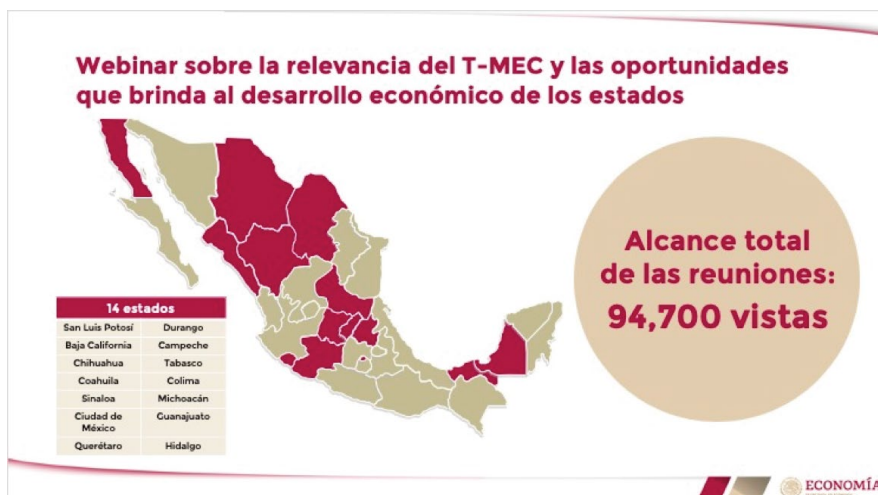 Webinar sobre la relevancia del T-MEC y las oportunidades
que brinda al desarrollo económico de los estados
14 estados
San Luis Potosí Durango
Baja California Campeche
Chihuahua Tabasco
Coahuila Colima
Sinaloa Michoacán
Ciudad de
México Guanajuato
Querétaro Hidalgo
Alcance total
de las reuniones:
94,700 vistas
ECONOMÍA